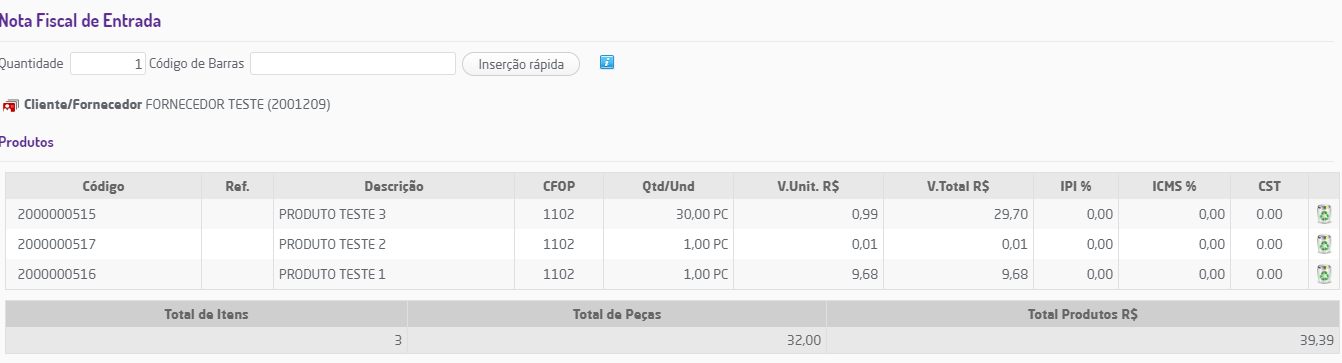 Nota Fiscal de Entrada
Quantidade 1 Código de Barras Inserção rápida i
Cliente/Fornecedor FORNECEDOR TESTE (2001209)
Produtos
Código Ref. Descrição CFOP Qtd/Und V.Unit. R$ V.Total R$ IPI % ICMS % CST
2000000515 PRODUTO TESTE 3 1102 30,00 PC 0,99 29,70 0,00 0,00 0.00
2000000517 PRODUTO TESTE 2 1102 1,00 PC 0,01 0,01 0,00 0,00 0.00
2000000516 PRODUTO TESTE 1 1102 1,00 PC 9,68 9,68 0,00 0,00 0.00
Total de Itens Total de Peças Total Produtos R$
3 32,00 39,39